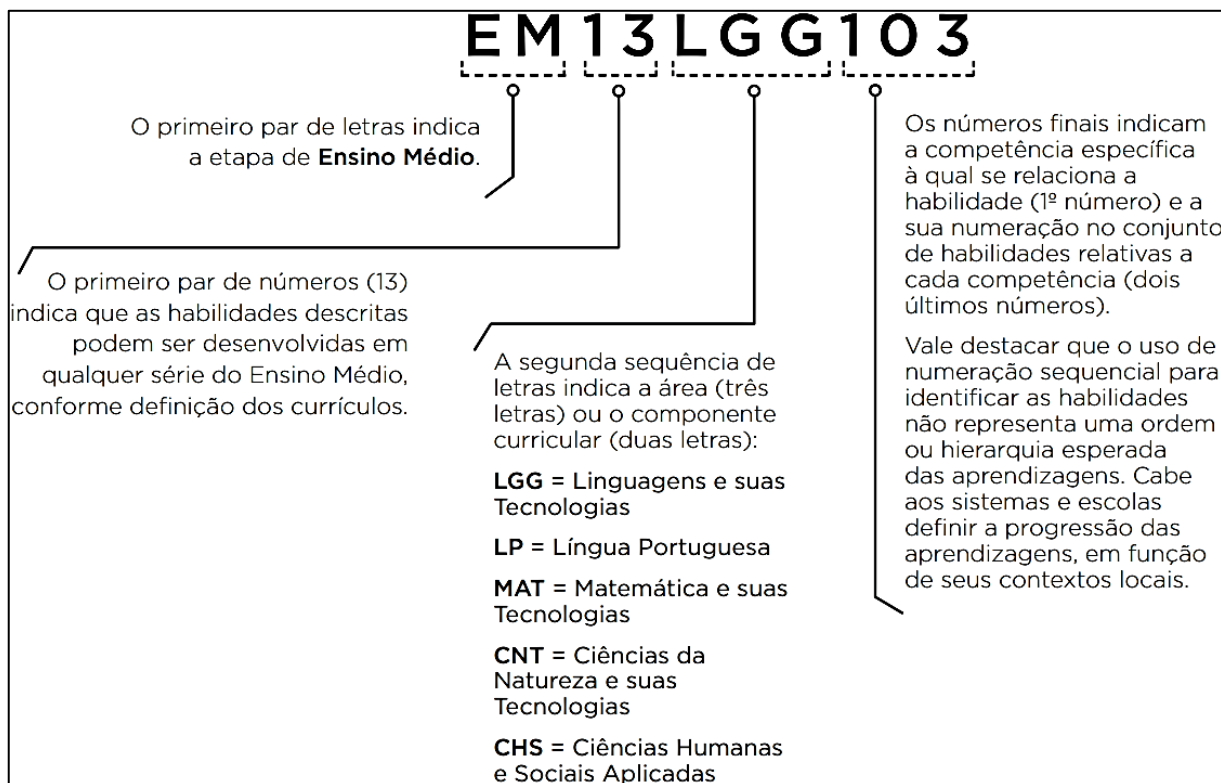 EM13LGG103
O primeiro par de letras indica
a etapa de Ensino Médio.
O primeiro par de números (13)
indica que as habilidades descritas
podem ser desenvolvidas em
qualquer série do Ensino Médio,
conforme definição dos currículos.
A segunda sequência de
letras indica a área (três
letras) ou o componente
curricular (duas letras):
LGG = Linguagens e suas
Tecnologias
LP = Língua Portuguesa
MAT = Matemática e suas
Tecnologias
CNT = Ciências da
Natureza e suas
Tecnologias
CHS = Ciências Humanas
e Sociais Aplicadas
Os números finais indicam
a competência específica
à qual se relaciona a
habilidade (1º número) e a
sua numeração no conjunto
de habilidades relativas a
cada competência (dois
últimos números).
Vale destacar que o uso de
numeração sequencial para
identificar as habilidades
não representa uma ordem
ou hierarquia esperada
das aprendizagens. Cabe
aos sistemas e escolas
definir a progressão das
aprendizagens, em função
de seus contextos locais.